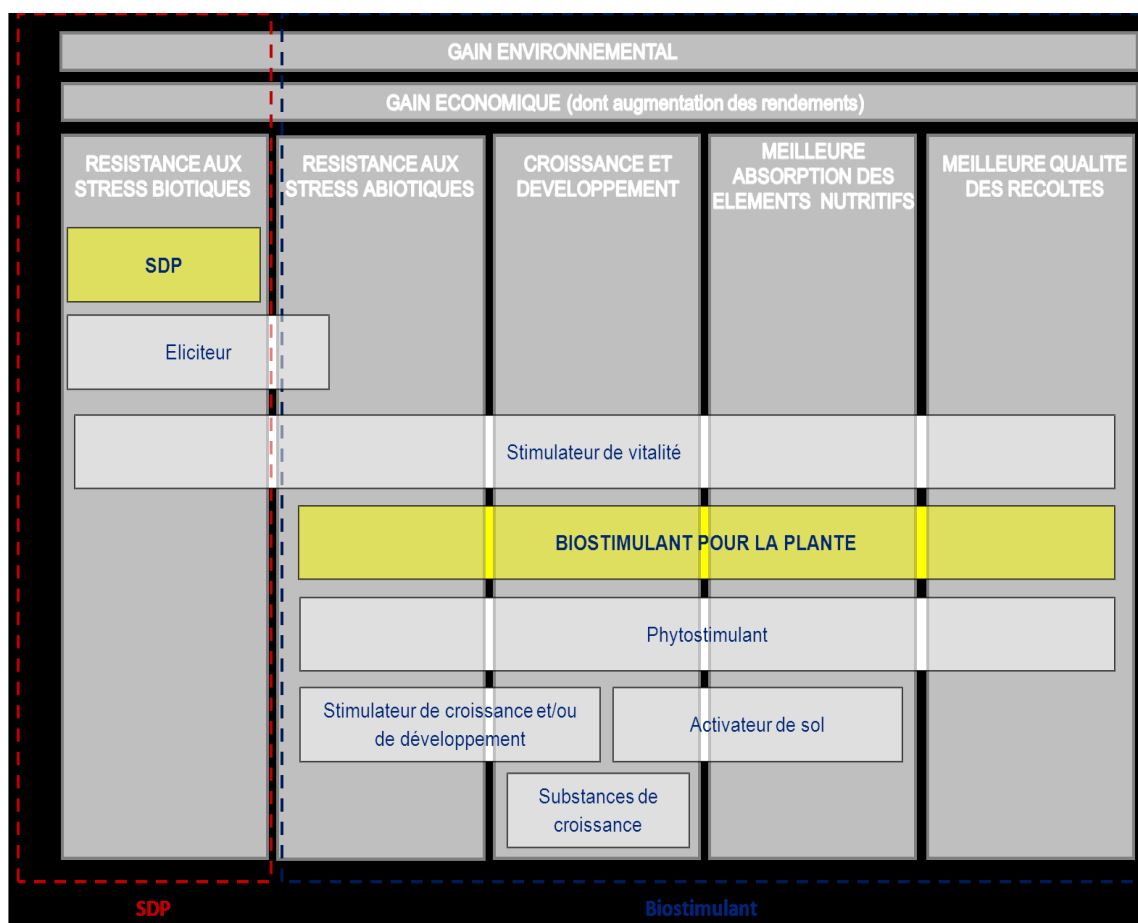 GAIN ENVIRONNEMENTAL
GAIN ECONOMIQUE (dont augmentation des rendements)
RESISTANCE AUX
STRESS BIOTIQUES
RESISTANCE AUX
STRESS ABIOTIQUES
CROISSANCE ET
DEVELOPPEMENT
MEILLEURE
ABSORPTION DES
ELEMENTS NUTRITIFS
MEILLEURE QUALITE
DES RECOLTES
SDP
Eliciteur
Stimulateur de vitalité
BIOSTIMULANT POUR LA PLANTE
Phytostimulant
Stimulateur de croissance et/ou
de développement
Activateur de sol
Substances de
croissance
SDP
Biostimulant